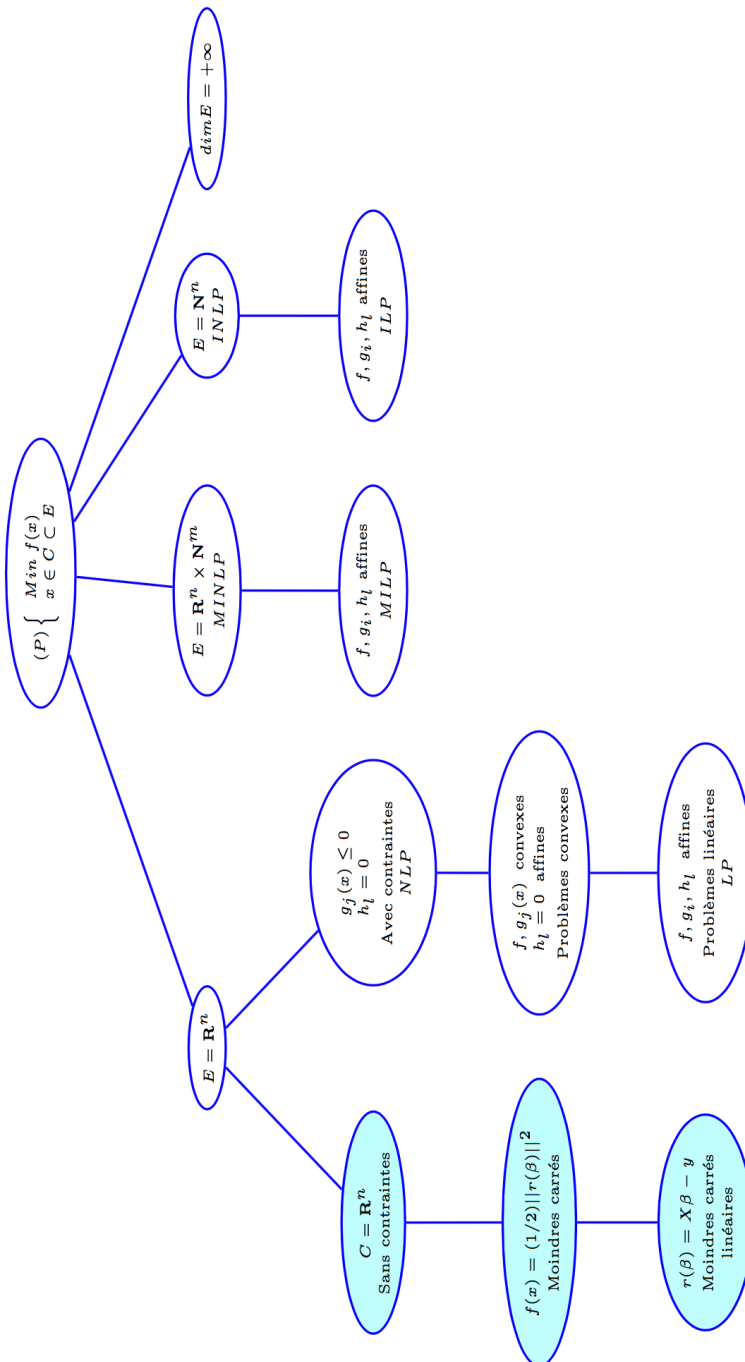 (P) { Min f(x)
x ∈ C ⊂ E
E = R^n
E = R^n × N^m
MINLP
E = N^n
INLP
dimE = +∞
C = R^n
Sans contraintes
g_j(x) ≤ 0
h_l = 0
Avec contraintes
NLP
f, g_i, h_l affines
MILP
f, g_i, h_l affines
ILP
f(x) = (1/2)||r(β)||^2
Moindres carrés
f, g_j(x) convexes
h_l = 0 affines
Problèmes convexes
r(β) = Xβ − y
Moindres carrés
linéaires
f, g_i, h_l affines
Problèmes linéaires
LP